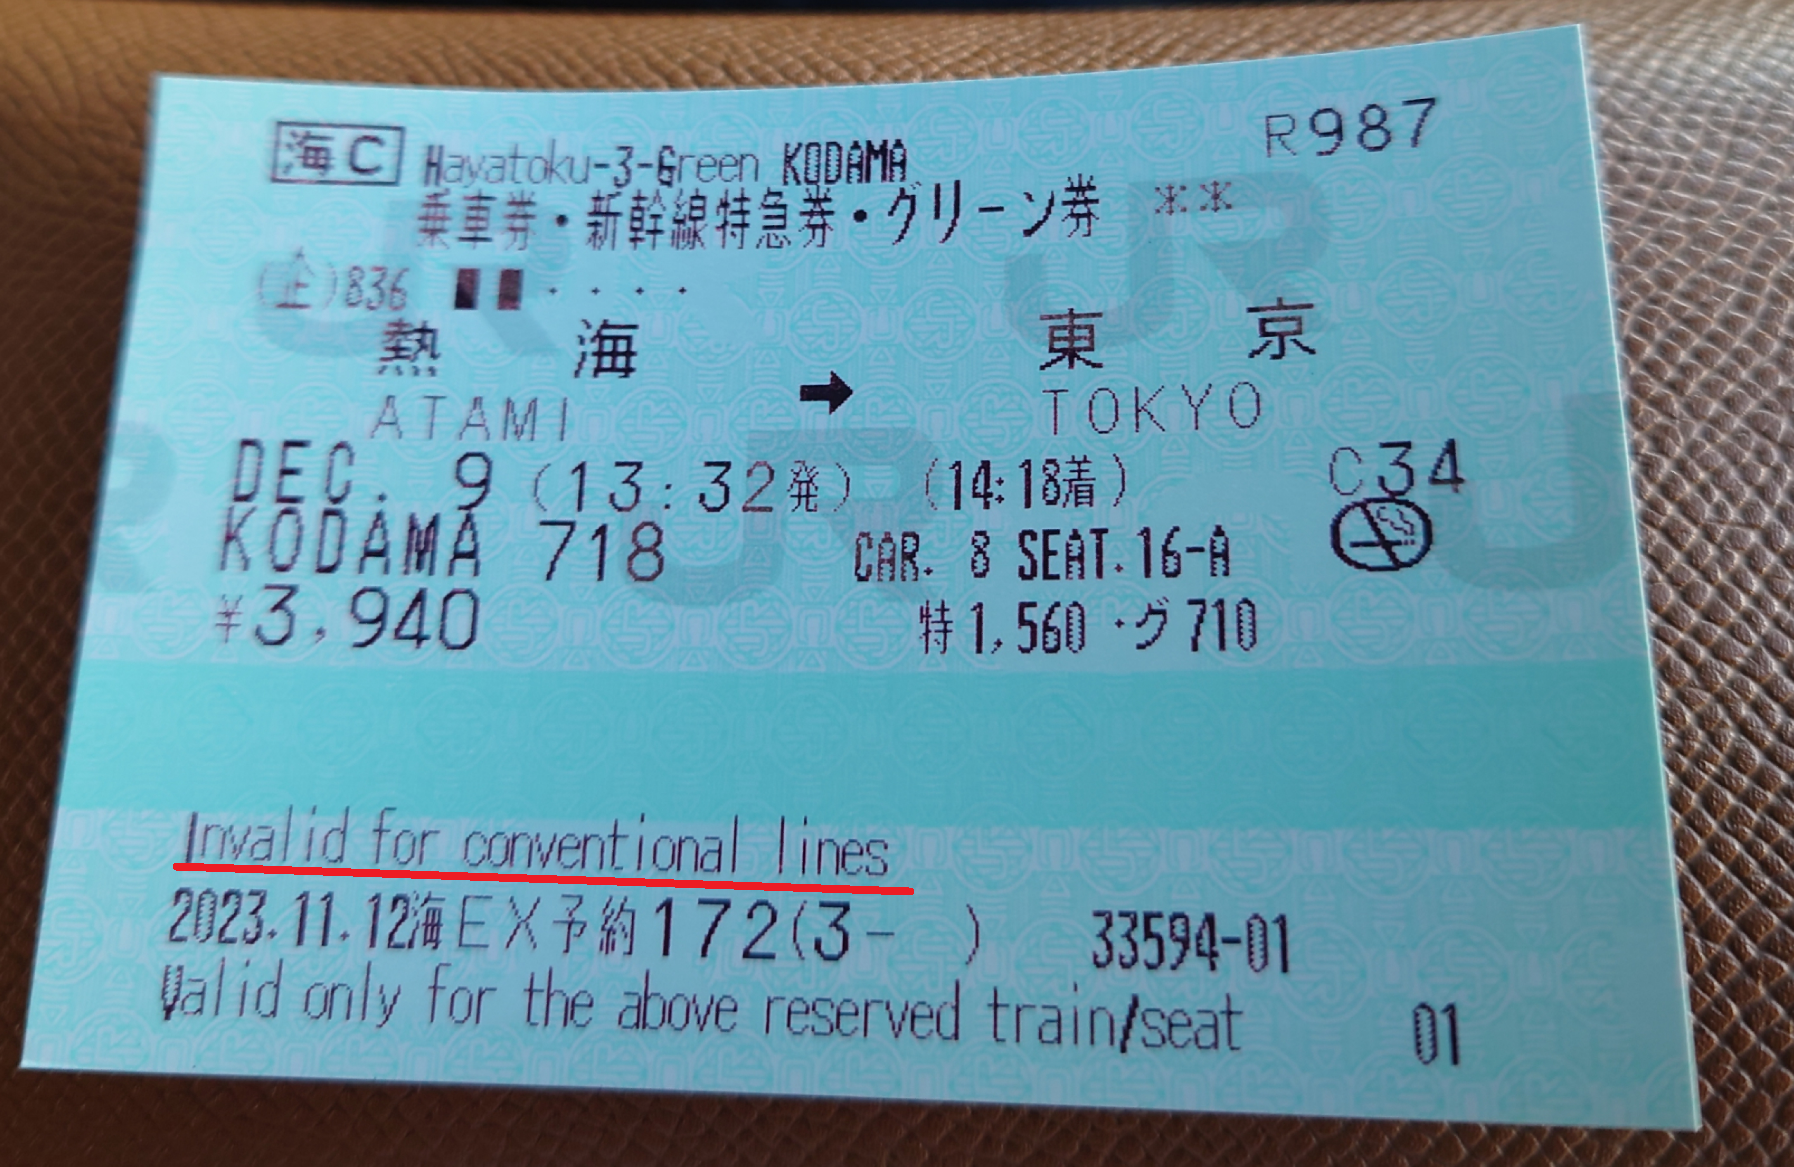 海C Hayatoku-3-Green KODAMA R987
乗車券・新幹線特急券・グリーン券 **
(企)836 ■■・・・・
熱海 → 東京
ATAMI TOKYO
DEC. 9 (13:32発) (14:18着) C34
KODAMA 718 CAR. 8 SEAT.16-A
¥3,940 特1,560・グ710
Invalid for conventional lines
2023.11.12海EX予約172(3- ) 33594-01
Valid only for the above reserved train/seat 01